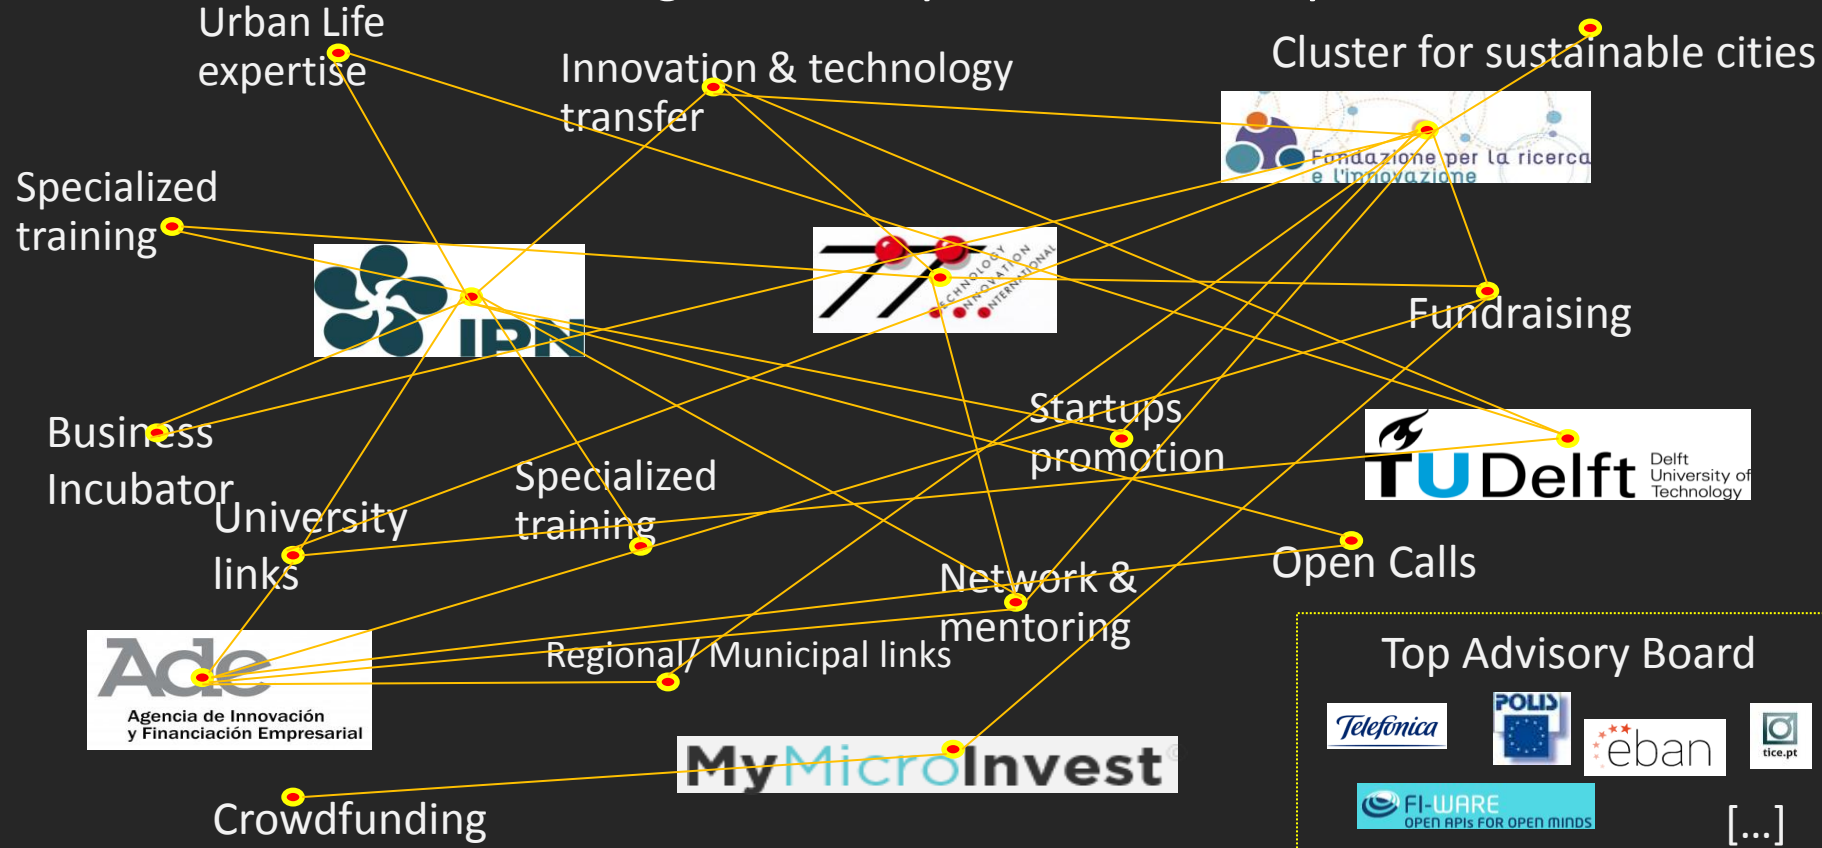 Urban Life
expertise
Innovation & technology
transfer
Cluster for sustainable cities
Fondazione per la ricerca
e l'innovazione
Specialized
training
IPN
TECHNOLOGY
INNOVATION
INTERNATIONAL
Fundraising
Business
Incubator
Startups
promotion
TUDelft
Delft
University of
Technology
University
links
Specialized
training
Network &
mentoring
Open Calls
Ade
Agencia de Innovación
y Financiación Empresarial
Regional/ Municipal links
MyMicroInvest
Crowdfunding
Top Advisory Board
Telefónica
POLIS
eban
tice.pt
FI-WARE
OPEN APIs FOR OPEN MINDS
[...]